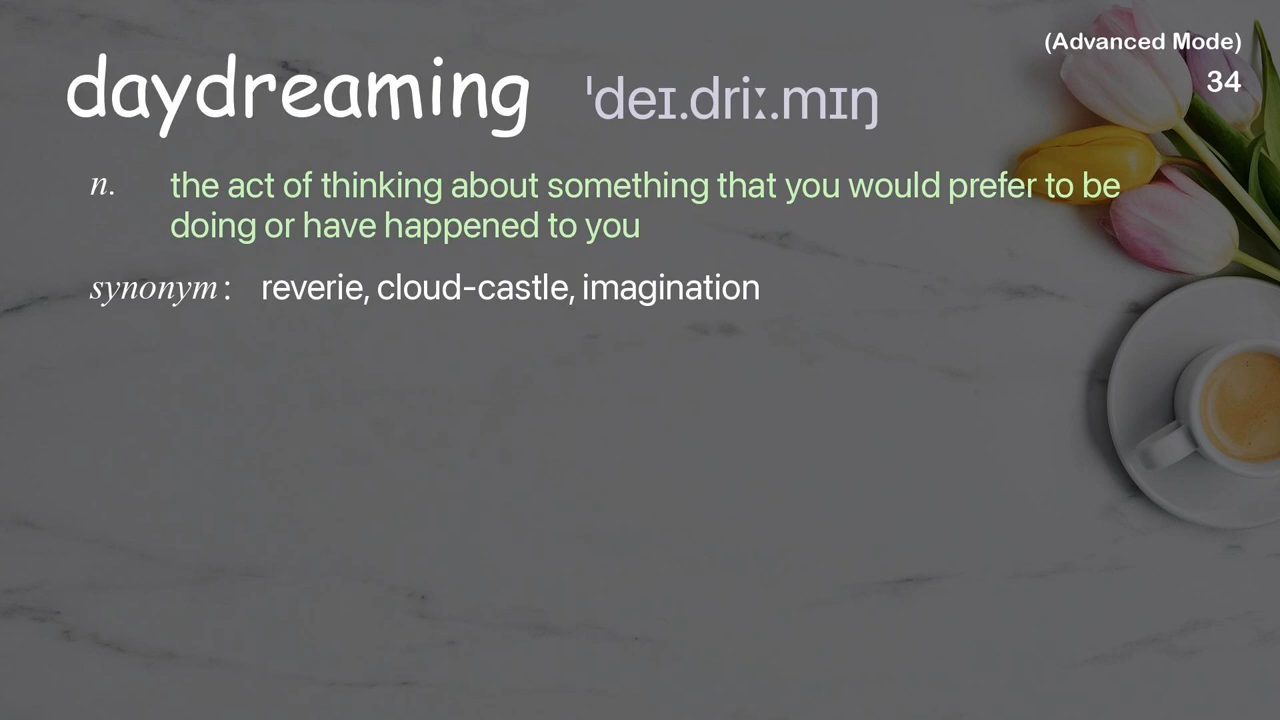 (Advanced Mode)
34
daydreaming ˈdeɪ.driː.mɪŋ
n. the act of thinking about something that you would prefer to be
doing or have happened to you
synonym : reverie, cloud-castle, imagination